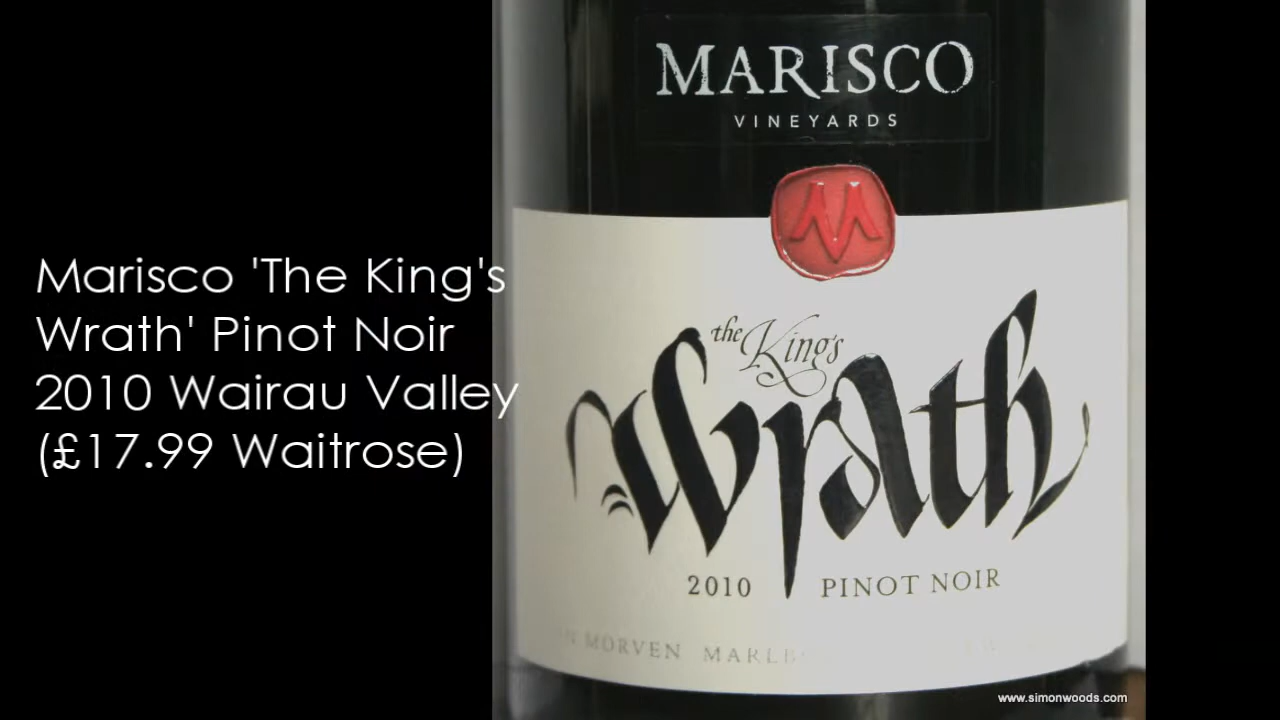 Marisco 'The King's
Wrath' Pinot Noir
2010 Wairau Valley
(£17.99 Waitrose)
MARISCO
VINEYARDS
M
the King's
Wrath
2010 PINOT NOIR
MORVEN
www.simonwoods.com